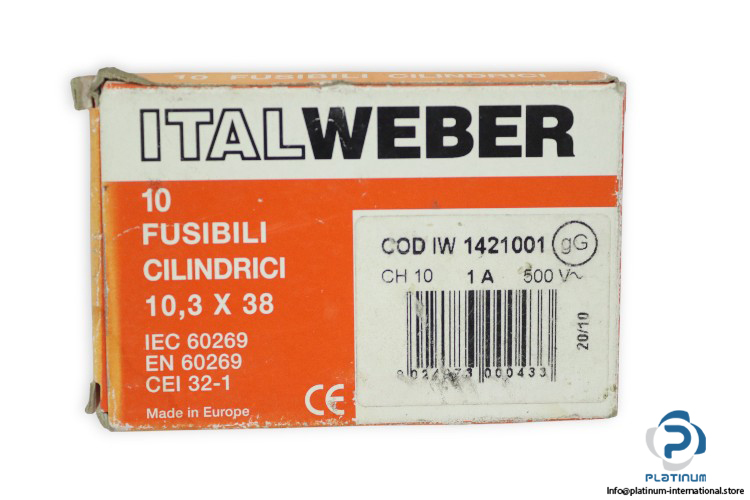 10 FUSIBILI CILINDRICI
ITALWEBER
10
FUSIBILI
CILINDRICI
10,3 X 38
IEC 60269
EN 60269
CEI 32-1
Made in Europe
CE
COD IW 1421001 gG
CH 10 1 A 500 V~
000433
20/10
PLATINUM
Info@platinum-international.store